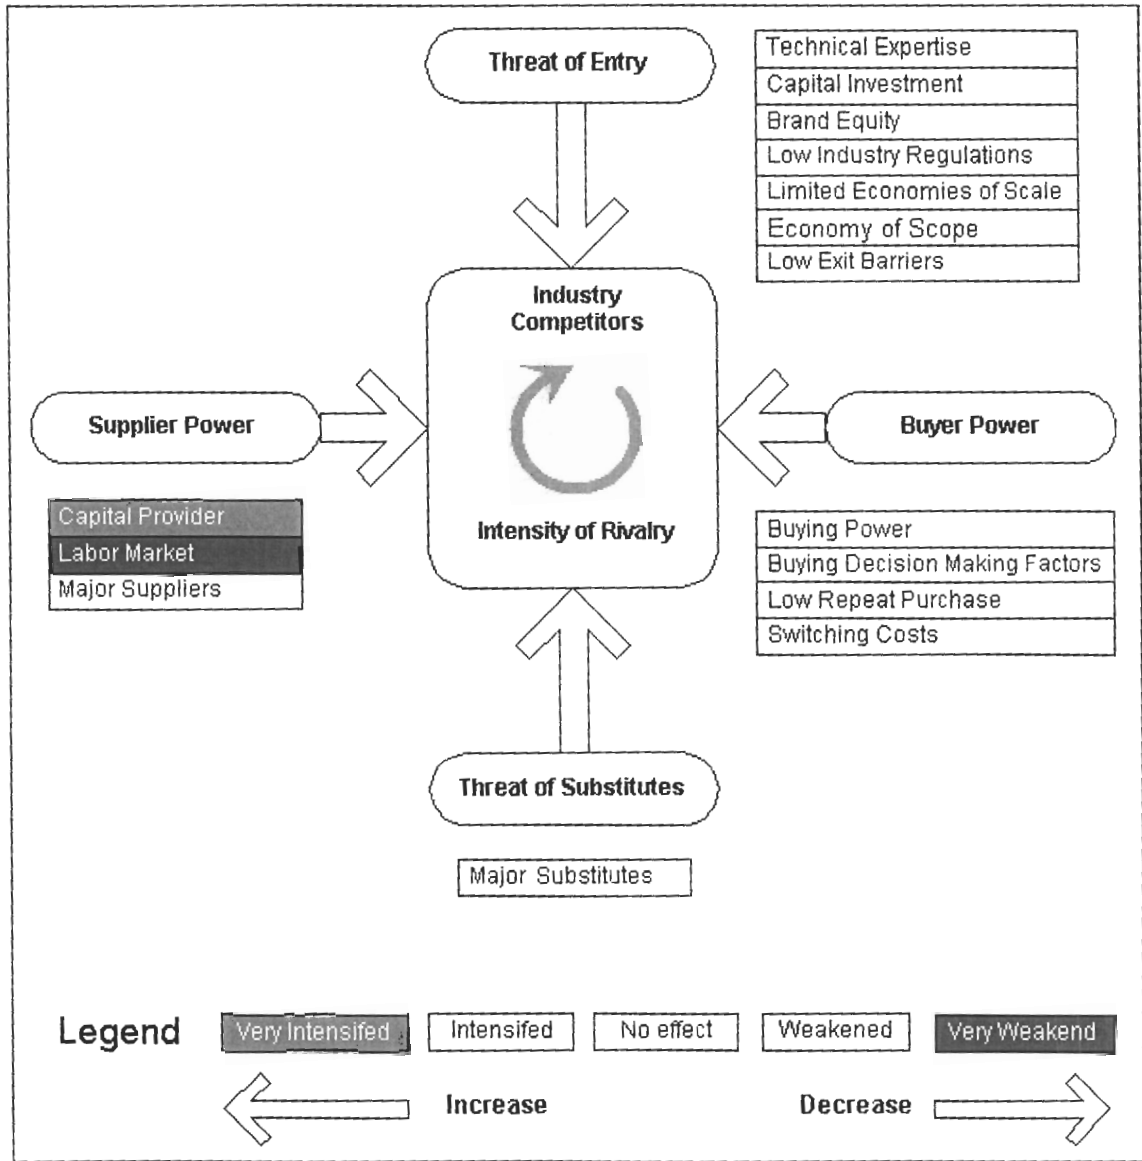 Threat of Entry
Technical Expertise
Capital Investment
Brand Equity
Low Industry Regulations
Limited Economies of Scale
Economy of Scope
Low Exit Barriers
Industry
Competitors
Intensity of Rivalry
Supplier Power
Capital Provider
Labor Market
Major Suppliers
Buyer Power
Buying Power
Buying Decision Making Factors
Low Repeat Purchase
Switching Costs
Threat of Substitutes
Major Substitutes
Legend
Very Intensifed
Intensifed
No effect
Weakened
Very Weakend
Increase
Decrease